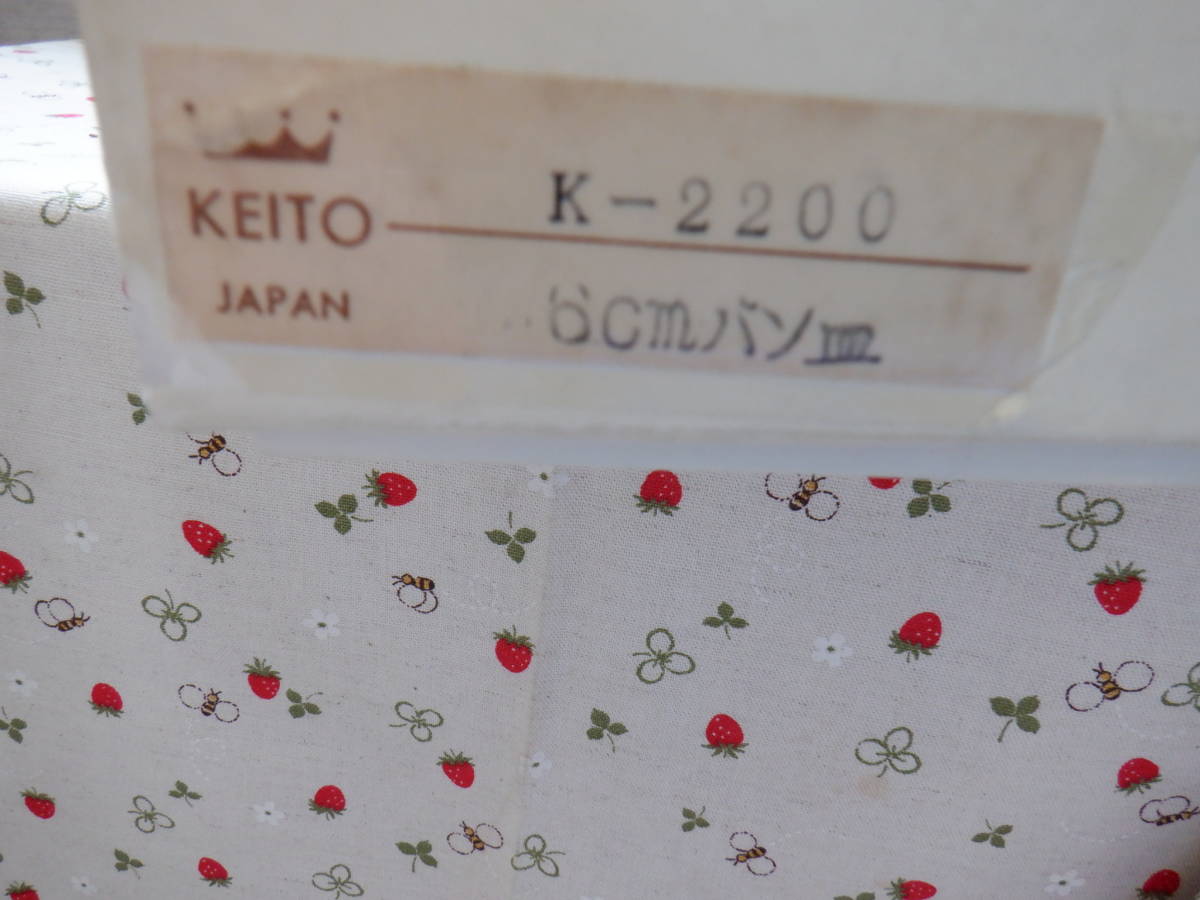 KEITO
JAPAN
K-2200
6cmパン皿